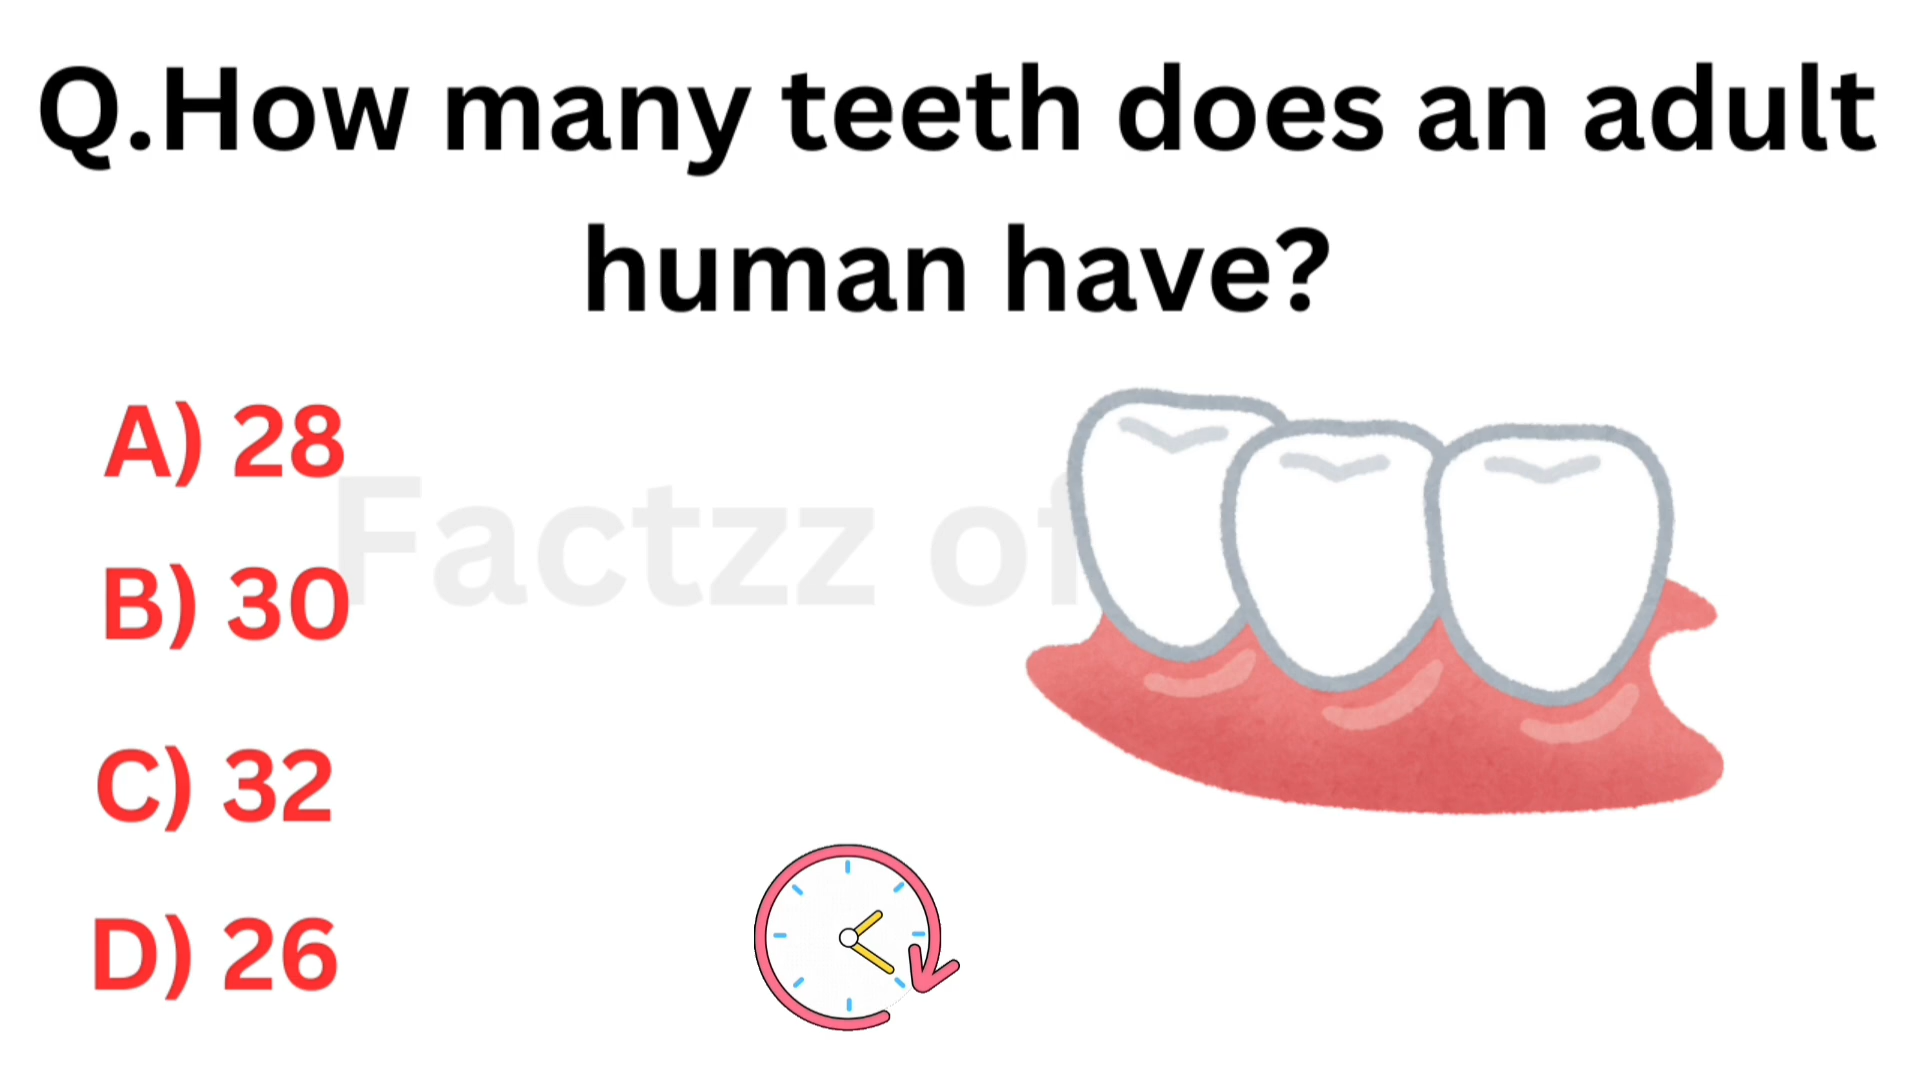 Q.How many teeth does an adult
human have?
A) 28
Factzz of
B) 30
C) 32
D) 26